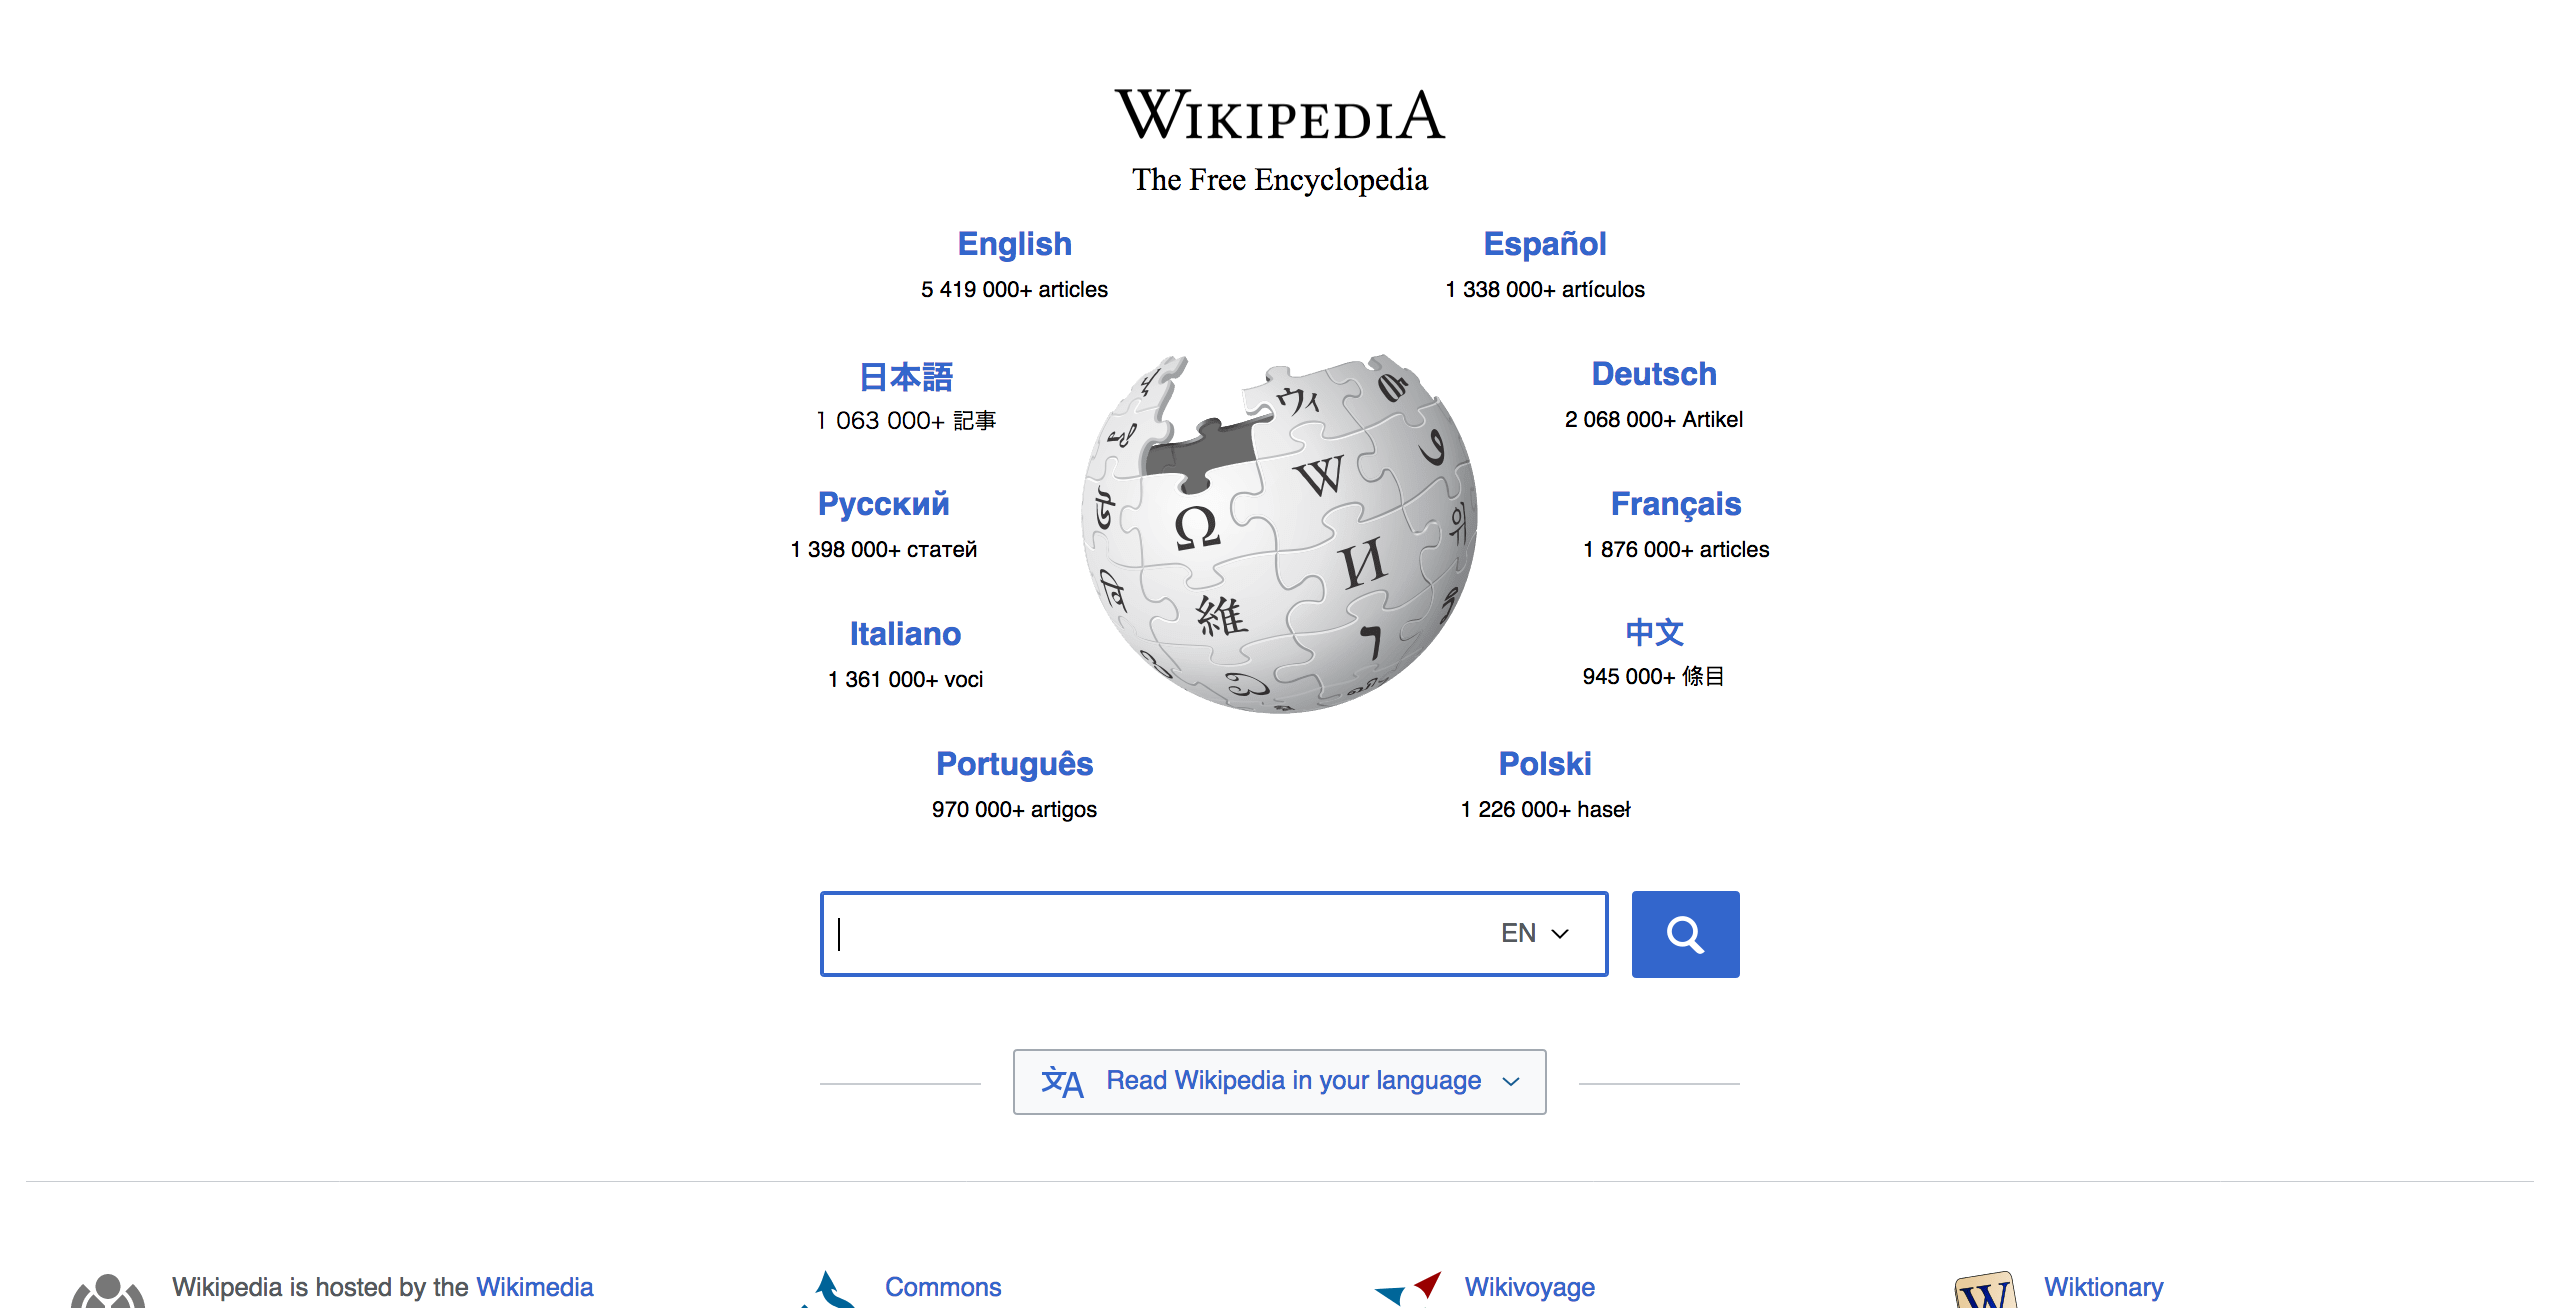 WIKIPEDIA
The Free Encyclopedia
English
5 419 000+ articles
Español
1 338 000+ artículos
日本語
1 063 000+ 記事
Deutsch
2 068 000+ Artikel
Русский
1 398 000+ статей
Français
1 876 000+ articles
Italiano
1 361 000+ voci
中文
945 000+ 條目
Português
970 000+ artigos
Polski
1 226 000+ haseł
ウィ
W
Ω
И
維
EN
Read Wikipedia in your language
Wikipedia is hosted by the Wikimedia
Commons
Wikivoyage
Wiktionary